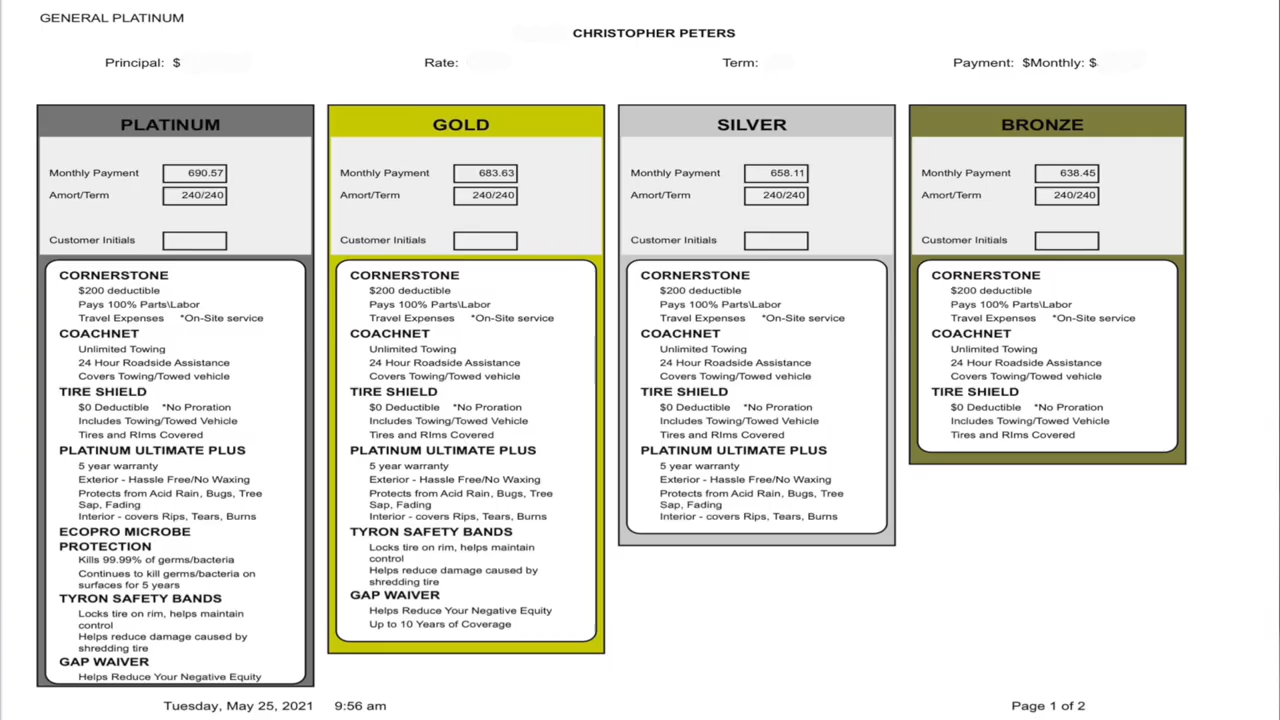 GENERAL PLATINUM
CHRISTOPHER PETERS
Principal: $
Rate:
Term:
Payment: $Monthly: $
PLATINUM
Monthly Payment 690.57
Amort/Term 240/240
Customer Initials
CORNERSTONE
$200 deductible
Pays 100% Parts\Labor
Travel Expenses *On-Site service
COACHNET
Unlimited Towing
24 Hour Roadside Assistance
Covers Towing/Towed vehicle
TIRE SHIELD
$0 Deductible *No Proration
Includes Towing/Towed Vehicle
Tires and RIms Covered
PLATINUM ULTIMATE PLUS
5 year warranty
Exterior - Hassle Free/No Waxing
Protects from Acid Rain, Bugs, Tree
Sap, Fading
Interior - covers Rips, Tears, Burns
ECOPRO MICROBE
PROTECTION
Kills 99.99% of germs/bacteria
Continues to kill germs/bacteria on
surfaces for 5 years
TYRON SAFETY BANDS
Locks tire on rim, helps maintain
control
Helps reduce damage caused by
shredding tire
GAP WAIVER
Helps Reduce Your Negative Equity
GOLD
Monthly Payment 683.63
Amort/Term 240/240
Customer Initials
CORNERSTONE
$200 deductible
Pays 100% Parts\Labor
Travel Expenses *On-Site service
COACHNET
Unlimited Towing
24 Hour Roadside Assistance
Covers Towing/Towed vehicle
TIRE SHIELD
$0 Deductible *No Proration
Includes Towing/Towed Vehicle
Tires and RIms Covered
PLATINUM ULTIMATE PLUS
5 year warranty
Exterior - Hassle Free/No Waxing
Protects from Acid Rain, Bugs, Tree
Sap, Fading
Interior - covers Rips, Tears, Burns
TYRON SAFETY BANDS
Locks tire on rim, helps maintain
control
Helps reduce damage caused by
shredding tire
GAP WAIVER
Helps Reduce Your Negative Equity
Up to 10 Years of Coverage
SILVER
Monthly Payment 658.11
Amort/Term 240/240
Customer Initials
CORNERSTONE
$200 deductible
Pays 100% Parts\Labor
Travel Expenses *On-Site service
COACHNET
Unlimited Towing
24 Hour Roadside Assistance
Covers Towing/Towed vehicle
TIRE SHIELD
$0 Deductible *No Proration
Includes Towing/Towed Vehicle
Tires and RIms Covered
PLATINUM ULTIMATE PLUS
5 year warranty
Exterior - Hassle Free/No Waxing
Protects from Acid Rain, Bugs, Tree
Sap, Fading
Interior - covers Rips, Tears, Burns
BRONZE
Monthly Payment 638.45
Amort/Term 240/240
Customer Initials
CORNERSTONE
$200 deductible
Pays 100% Parts\Labor
Travel Expenses *On-Site service
COACHNET
Unlimited Towing
24 Hour Roadside Assistance
Covers Towing/Towed vehicle
TIRE SHIELD
$0 Deductible *No Proration
Includes Towing/Towed Vehicle
Tires and RIms Covered
Tuesday, May 25, 2021 9:56 am
Page 1 of 2